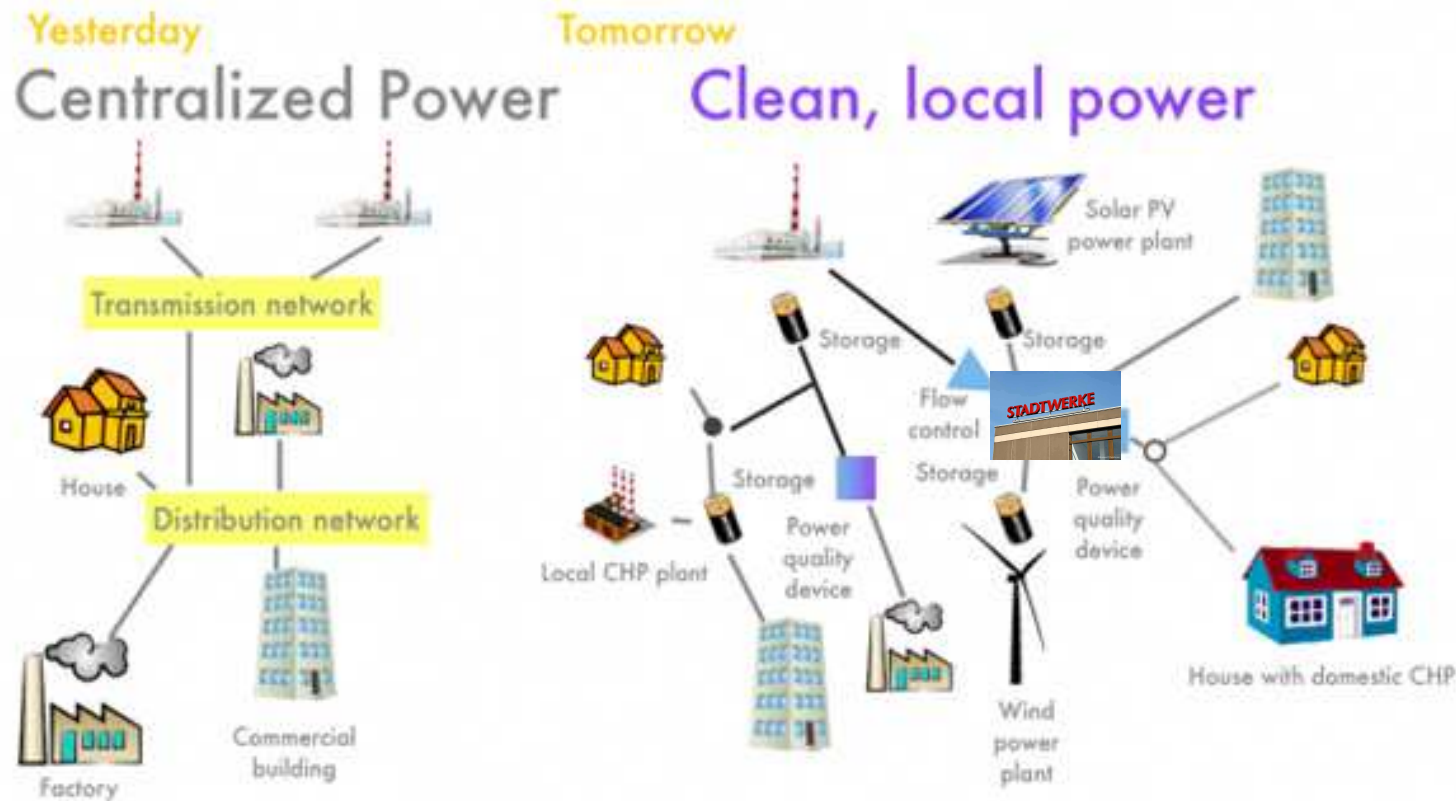 Yesterday
Centralized Power
Transmission network
House
Distribution network
Factory
Commercial
building
Tomorrow
Clean, local power
Solar PV
power plant
Storage
Storage
Flow
control
STADTWERKE
Storage
Storage
Power
quality
device
Power
quality
device
Local CHP plant
Wind
power
plant
House with domestic CHP